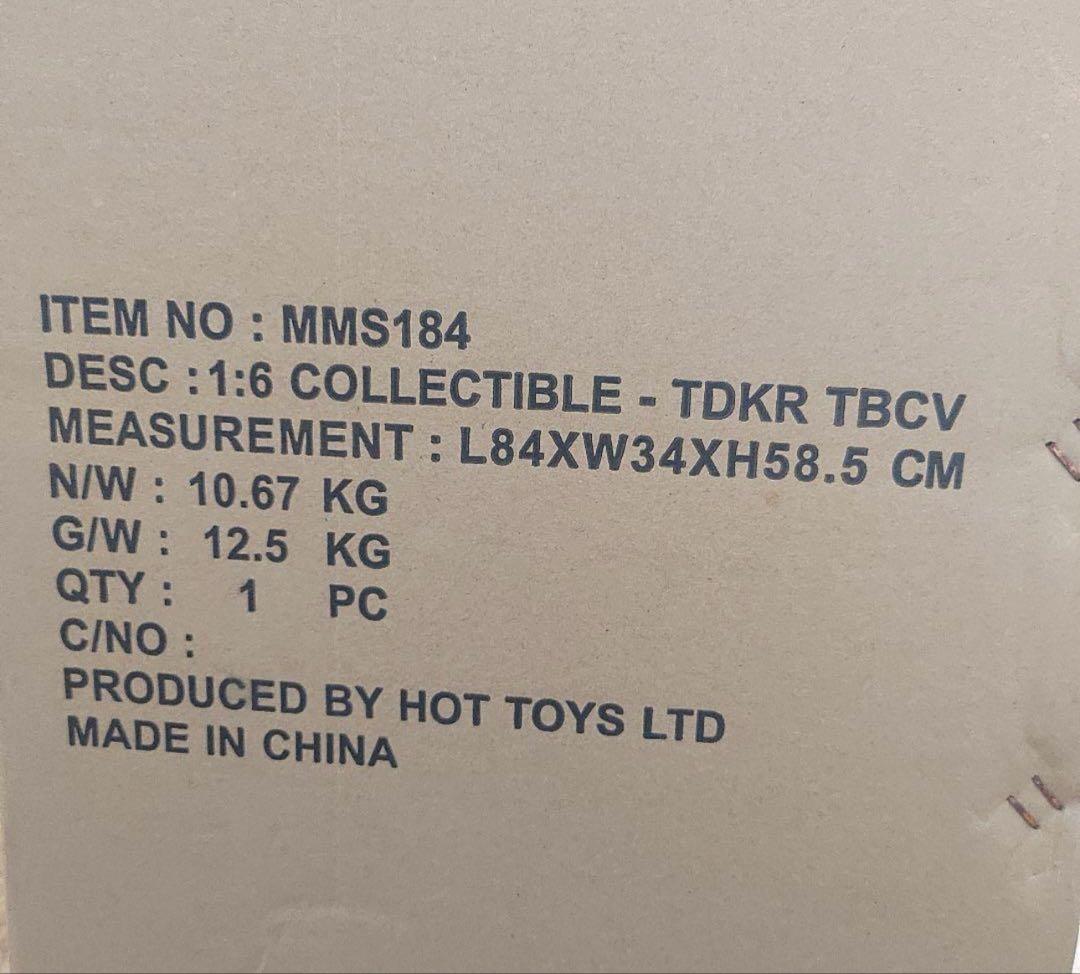 ITEM NO : MMS184
DESC : 1:6 COLLECTIBLE - TDKR TBCV
MEASUREMENT : L84XW34XH58.5 CM
N/W : 10.67 KG
G/W : 12.5 KG
QTY : 1 PC
C/NO :
PRODUCED BY HOT TOYS LTD
MADE IN CHINA